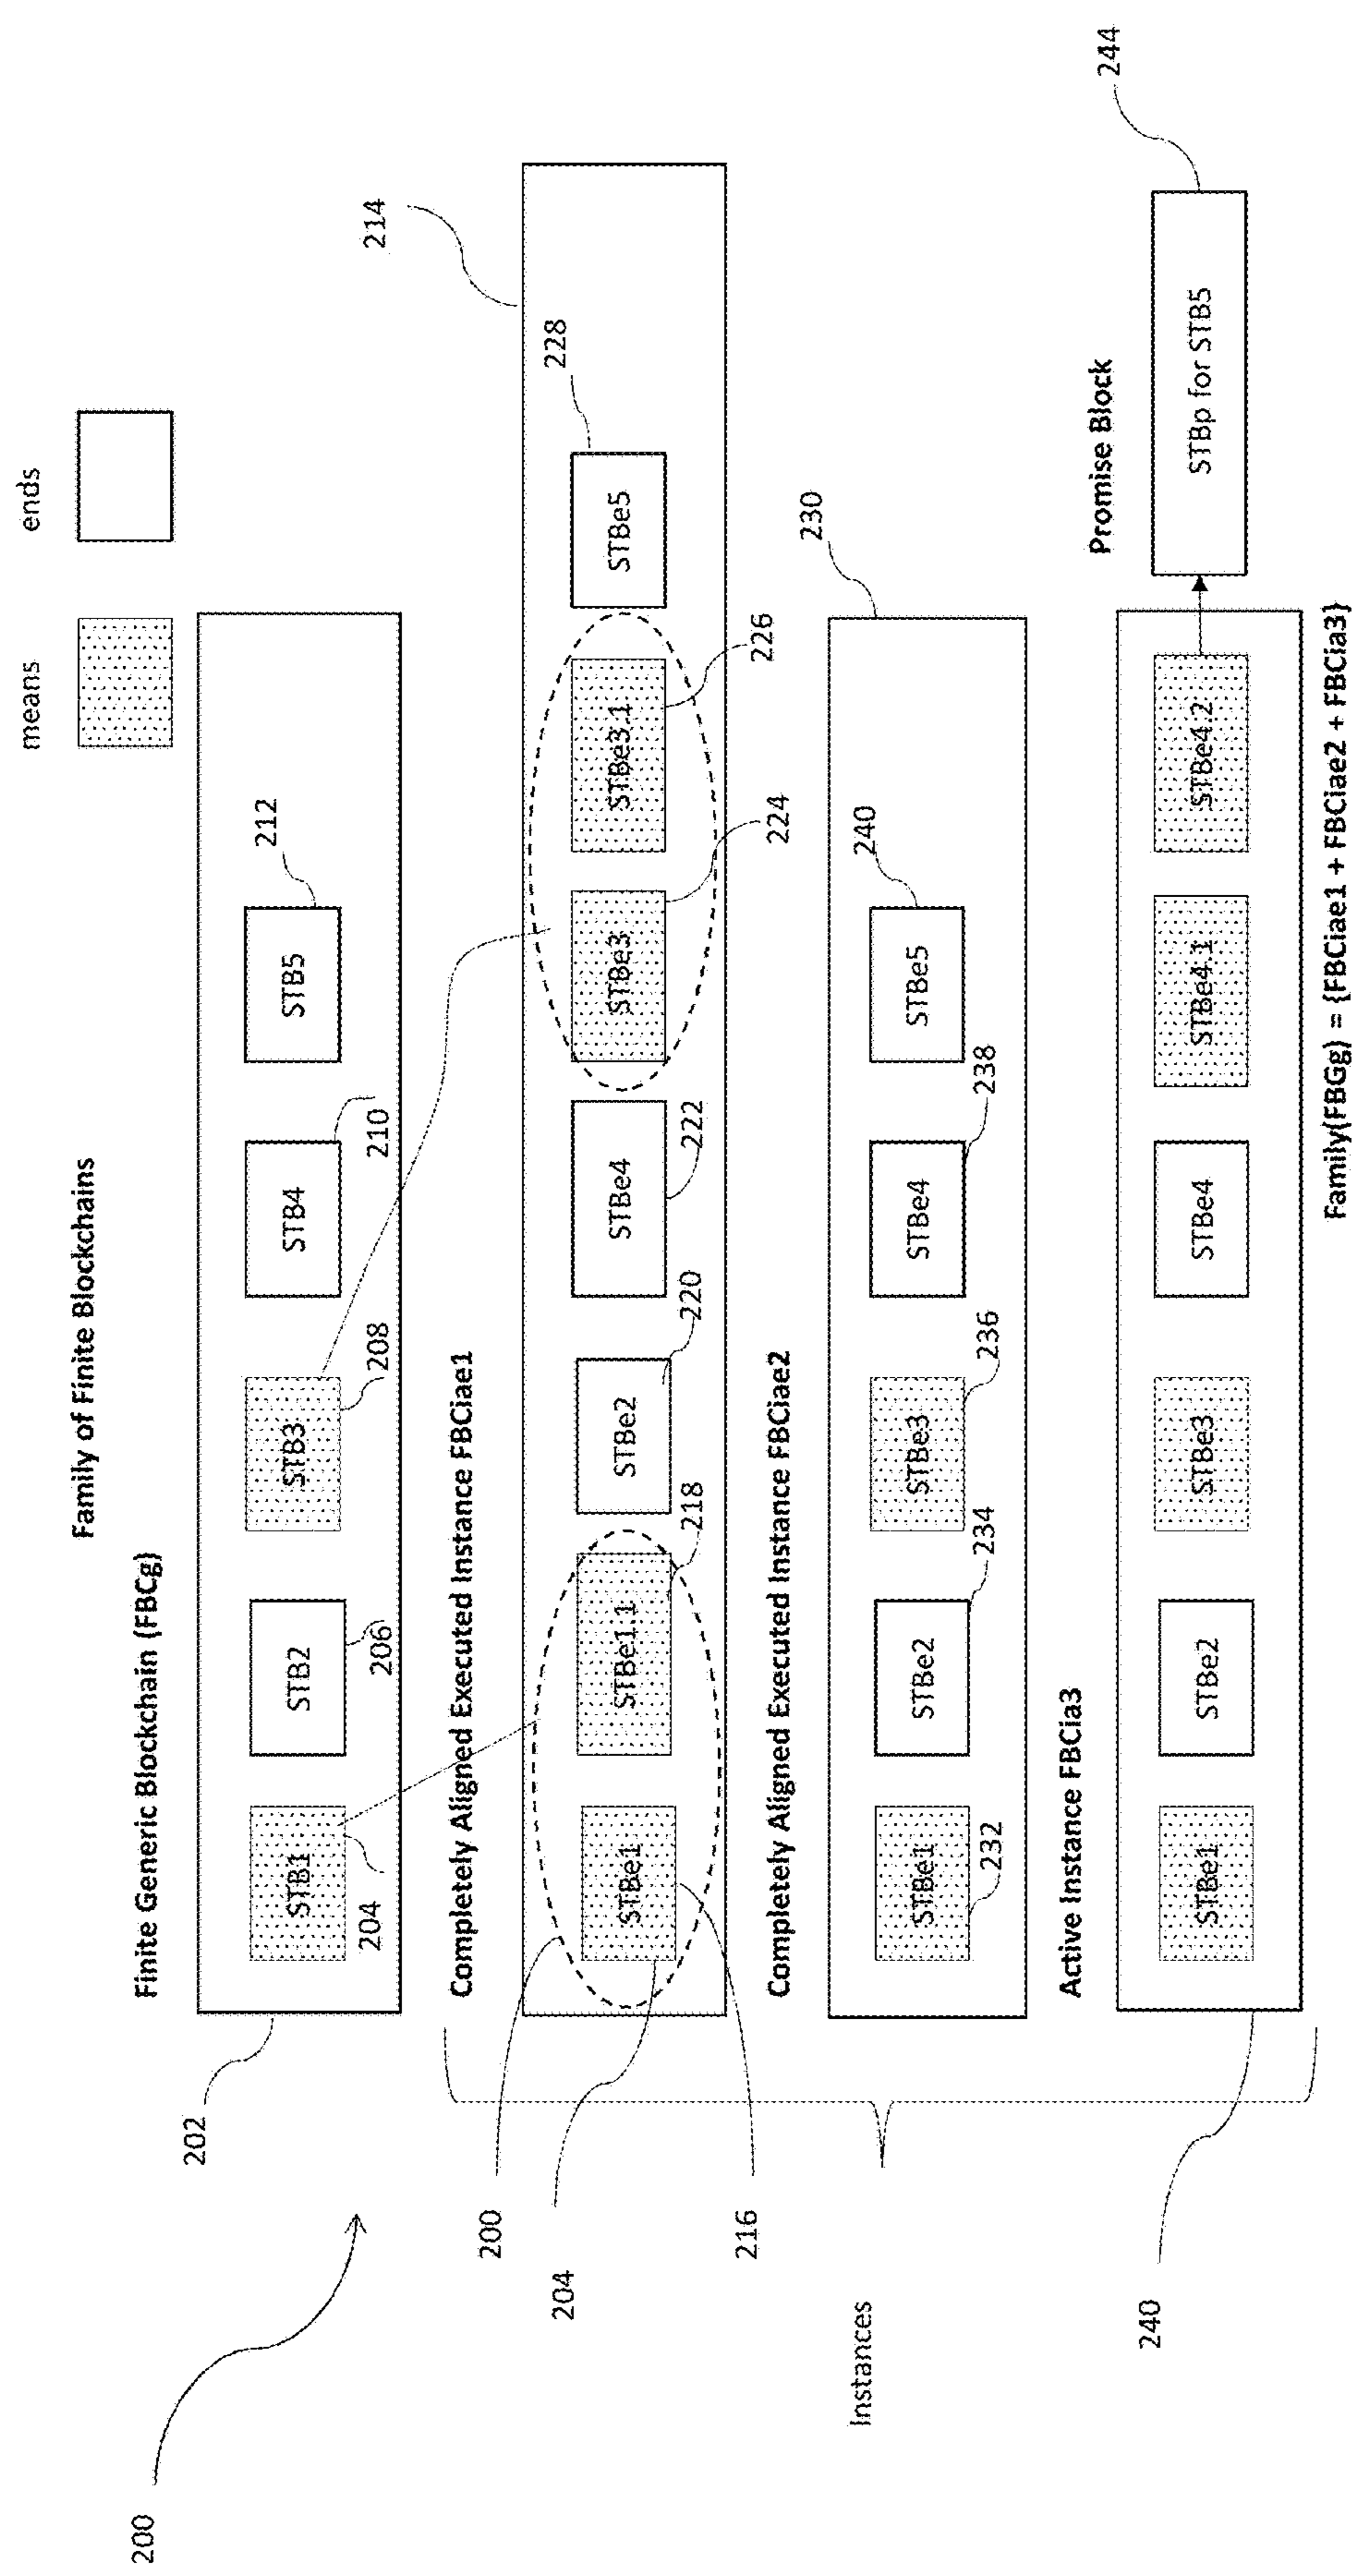 means
ends
Family of Finite Blockchains
Finite Generic Blockchain (FBCg)
202
STB1
STB2
STB3
STB4
STB5
204
206
208
210
212
Completely Aligned Executed Instance FBCiae1
214
STBe1
STBe1.1
STBe2
STBe4
STBe3
STBe3.1
STBe5
200
204
216
218
220
222
224
226
228
Completely Aligned Executed Instance FBCiae2
230
STBe1
STBe2
STBe3
STBe4
STBe5
232
234
236
238
240
Instances
Active Instance FBCia3
Promise Block
244
STBe1
STBe2
STBe3
STBe4
STBe4.1
STBe4.2
STBp for STB5
240
Family(FBGg) = {FBCiae1 + FBCiae2 + FBCia3}
200